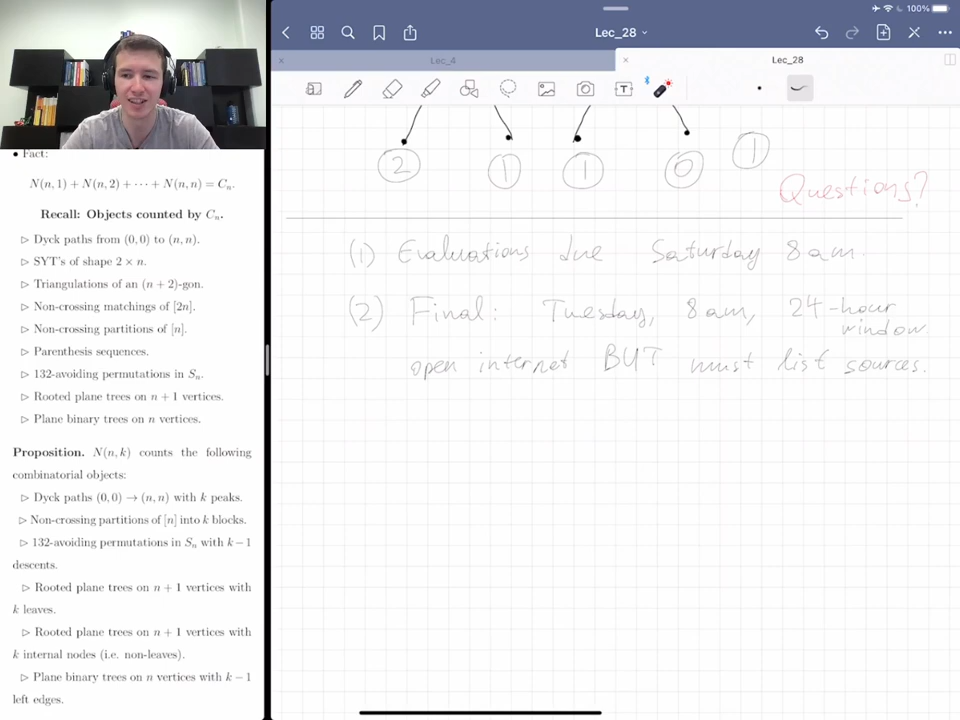 100%
Lec_28
Lec_4
Lec_28
T
2
1
1
0
1
Questions?
(1) Evaluations due Saturday 8am.
(2) Final: Tuesday, 8am, 24-hour
window.
open internet BUT must list sources.
• Fact:
N(n, 1) + N(n, 2) + ⋯ + N(n, n) = Cₙ.
Recall: Objects counted by Cₙ.
▷ Dyck paths from (0, 0) to (n, n).
▷ SYT's of shape 2 × n.
▷ Triangulations of an (n + 2)-gon.
▷ Non-crossing matchings of [2n].
▷ Non-crossing partitions of [n].
▷ Parenthesis sequences.
▷ 132-avoiding permutations in Sₙ.
▷ Rooted plane trees on n + 1 vertices.
▷ Plane binary trees on n vertices.
Proposition. N(n, k) counts the following
combinatorial objects:
▷ Dyck paths (0, 0) → (n, n) with k peaks.
▷ Non-crossing partitions of [n] into k blocks.
▷ 132-avoiding permutations in Sₙ with k − 1
descents.
▷ Rooted plane trees on n + 1 vertices with
k leaves.
▷ Rooted plane trees on n + 1 vertices with
k internal nodes (i.e. non-leaves).
▷ Plane binary trees on n vertices with k − 1
left edges.